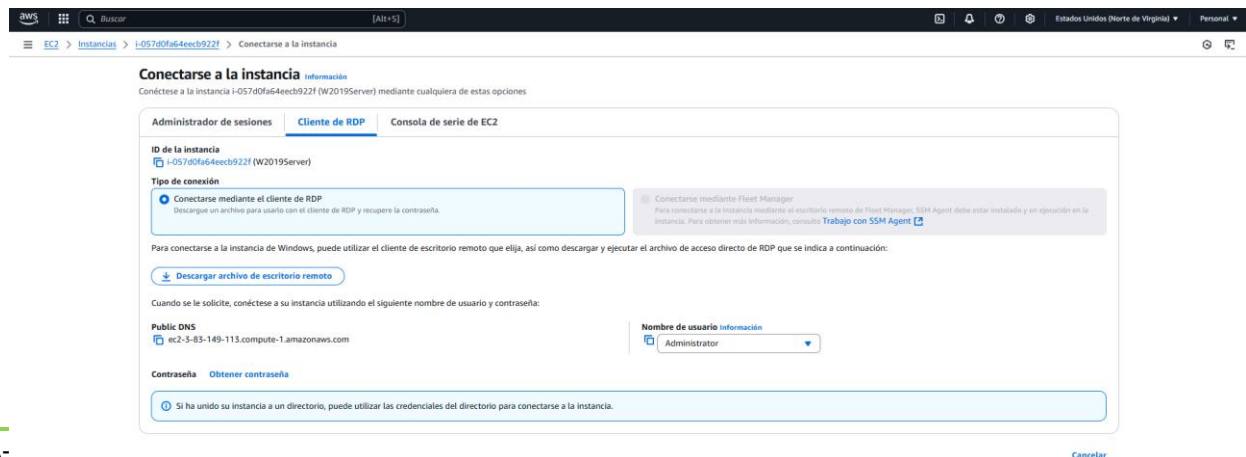 aws
Buscar
[Alt+S]
Estados Unidos (Norte de Virginia)
Personal
EC2 > Instancias > i-057d0fa64eecb922f > Conectarse a la instancia
Conectarse a la instancia Información
Conéctese a la instancia i-057d0fa64eecb922f (W2019Server) mediante cualquiera de estas opciones
Administrador de sesiones
Cliente de RDP
Consola de serie de EC2
ID de la instancia
i-057d0fa64eecb922f (W2019Server)
Tipo de conexión
Conectarse mediante el cliente de RDP
Descargue un archivo para usarlo con el cliente de RDP y recupere la contraseña.
Conectarse mediante Fleet Manager
Para conectarse a la instancia mediante el escritorio remoto de Fleet Manager, SSM Agent debe estar instalado y en ejecución en la
instancia. Para obtener más información, consulte Trabajo con SSM Agent
Para conectarse a la instancia de Windows, puede utilizar el cliente de escritorio remoto que elija, así como descargar y ejecutar el archivo de acceso directo de RDP que se indica a continuación:
Descargar archivo de escritorio remoto
Cuando se le solicite, conéctese a su instancia utilizando el siguiente nombre de usuario y contraseña:
Public DNS
ec2-3-83-149-113.compute-1.amazonaws.com
Nombre de usuario Información
Administrator
Contraseña Obtener contraseña
Si ha unido su instancia a un directorio, puede utilizar las credenciales del directorio para conectarse a la instancia.
Cancelar